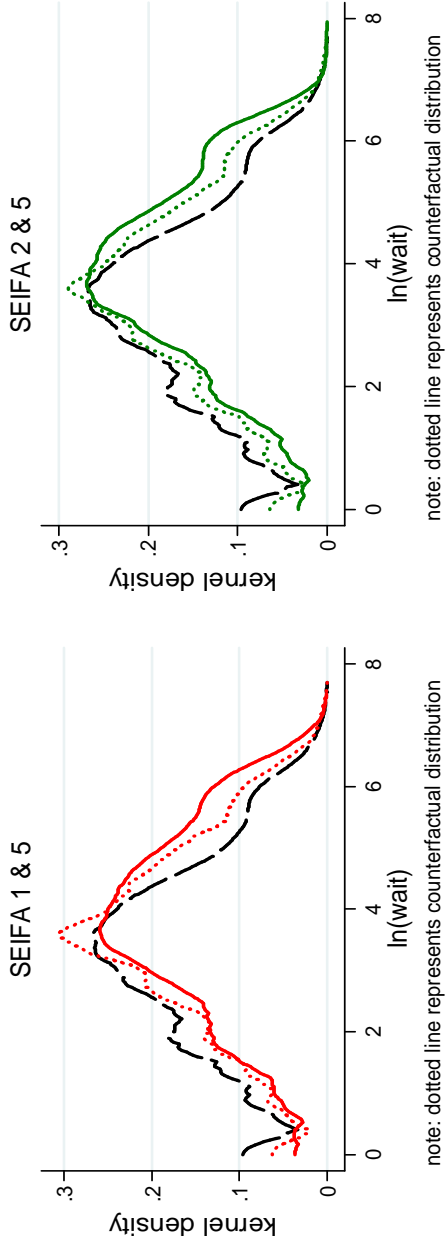 SEIFA 1 & 5
kernel density
.3
.2
.1
0
0
2
4
6
8
ln(wait)
note: dotted line represents counterfactual distribution
SEIFA 2 & 5
kernel density
.3
.2
.1
0
0
2
4
6
8
ln(wait)
note: dotted line represents counterfactual distribution